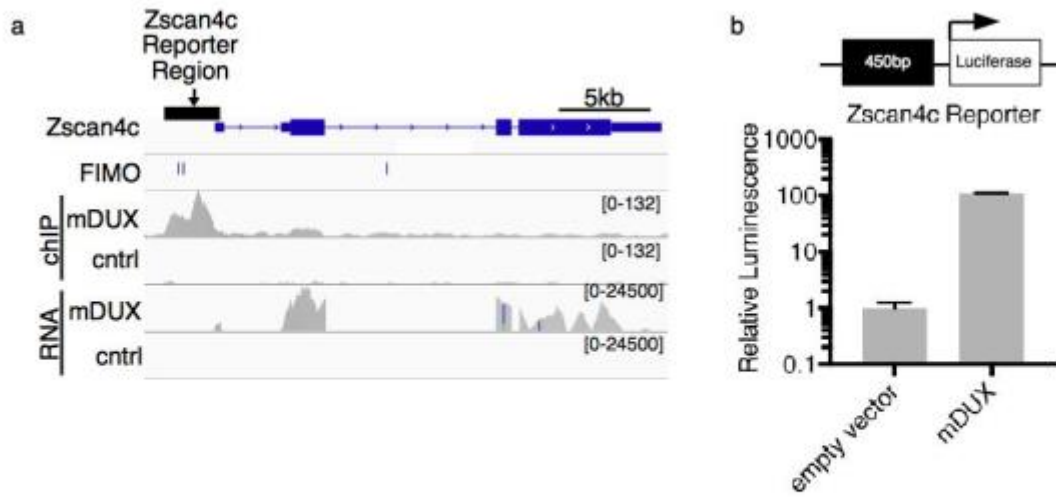 a
Zscan4c
Reporter
Region
5kb
Zscan4c
FIMO
chIP
mDUX
[0-132]
cntrl
[0-132]
RNA
mDUX
[0-24500]
cntrl
[0-24500]
b
450bp
Luciferase
Zscan4c Reporter
Relative Luminescence
1000
100
10
1
0.1
empty vector
mDUX